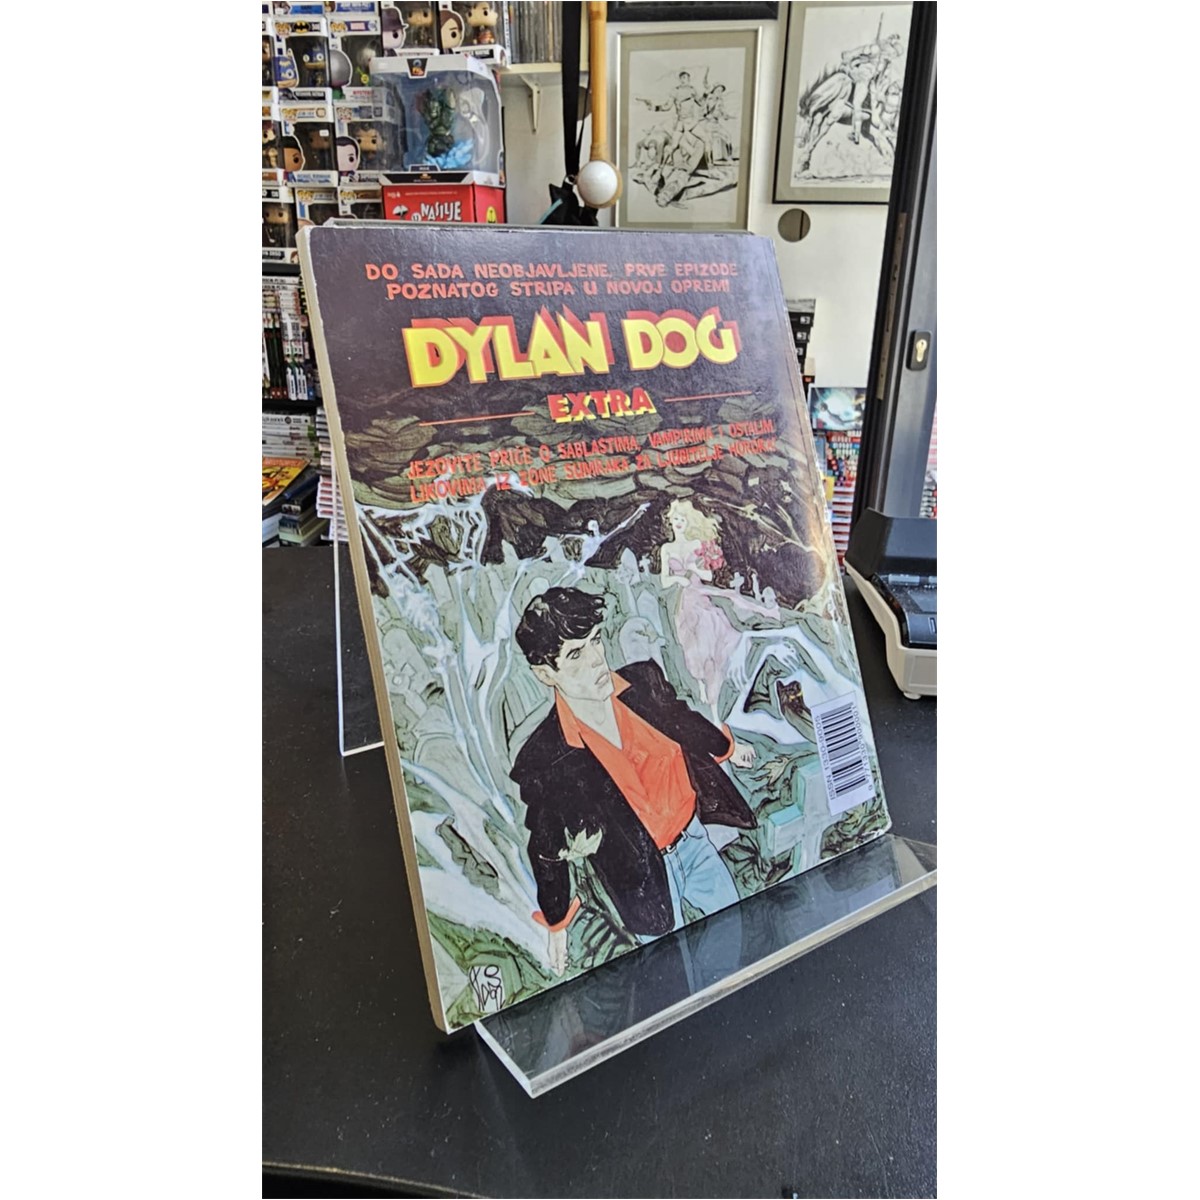 NASILJE
DO SADA NEOBJAVLJENE, PRVE EPIZODE
POZNATOG STRIPA U NOVOJ OPREMI
DYLAN DOG
EXTRA
JEZOVITE PRIČE O SABLASTIMA, VAMPIRIMA I OSTALIM
LIKOVIMA IZ ZONE SUMRAKA ZA LJUBITELJE HORORA!